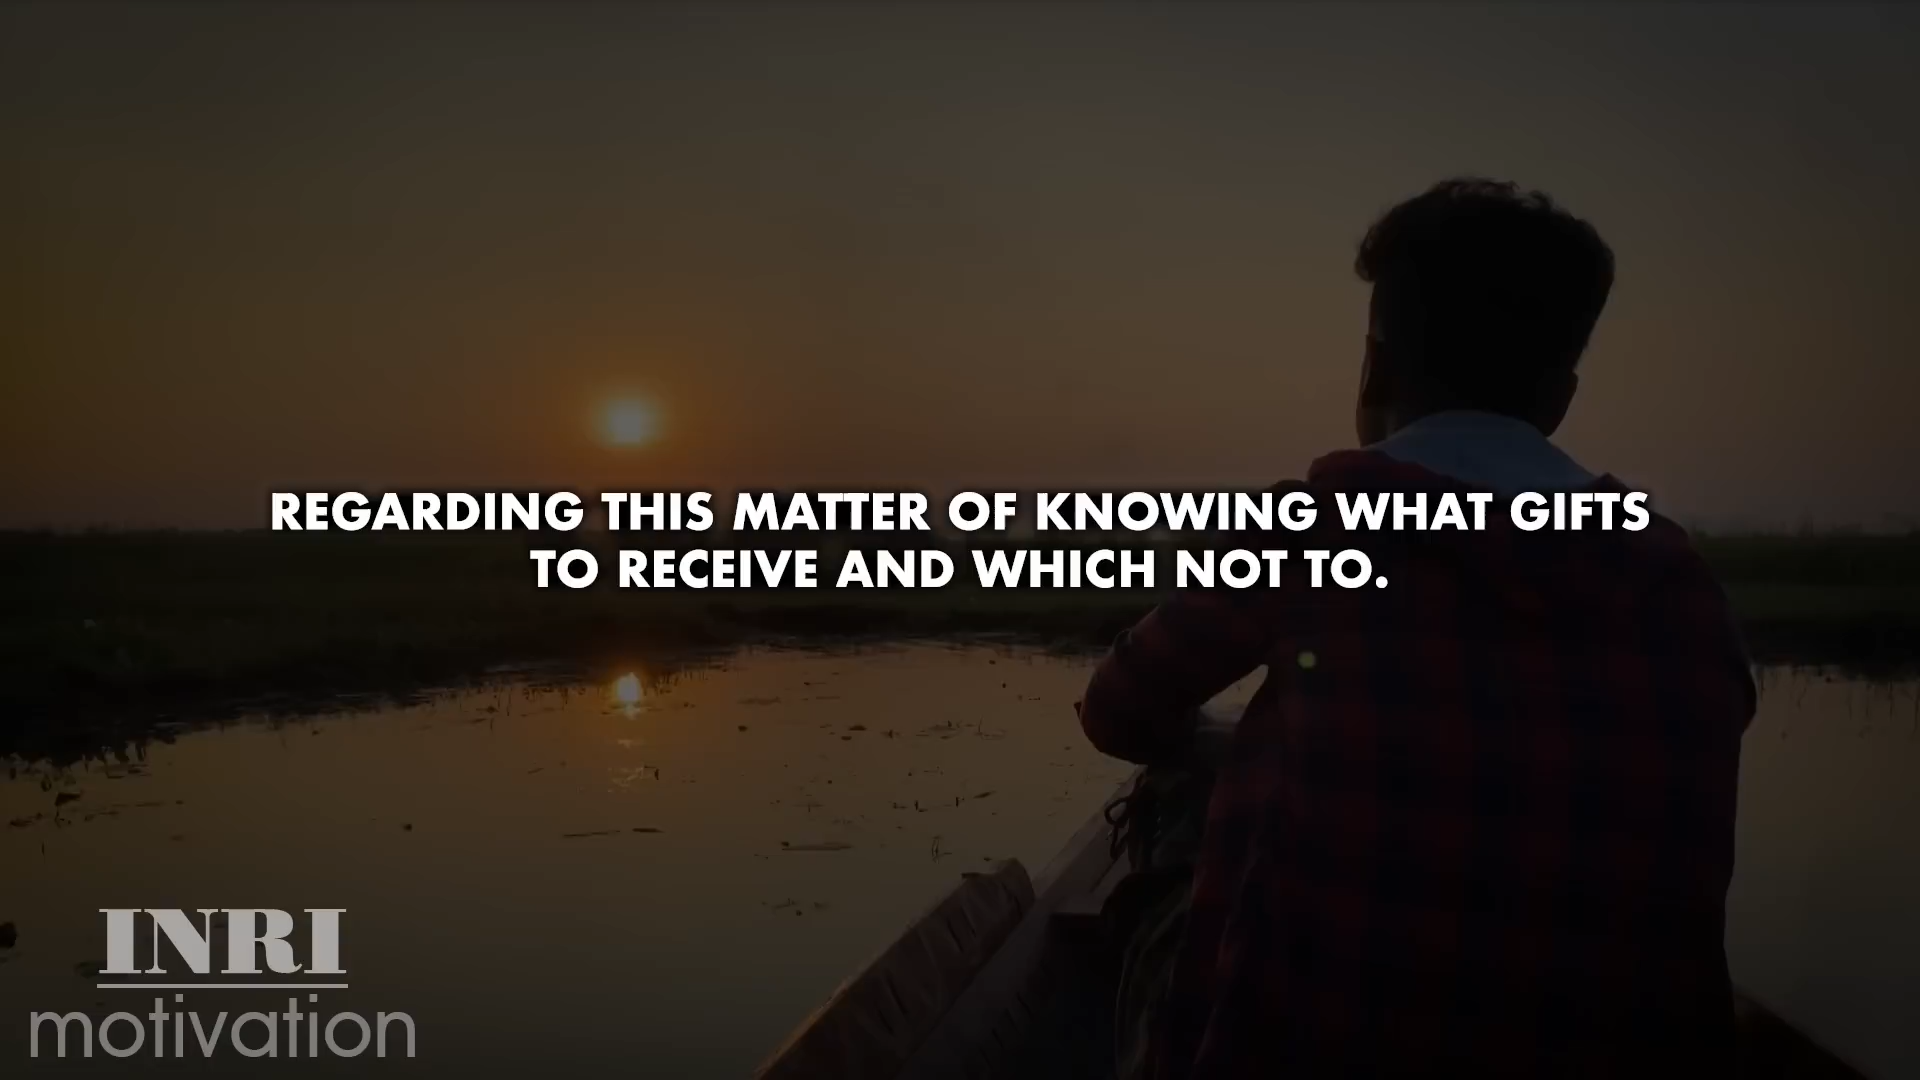 REGARDING THIS MATTER OF KNOWING WHAT GIFTS
TO RECEIVE AND WHICH NOT TO.
INRI
motivation